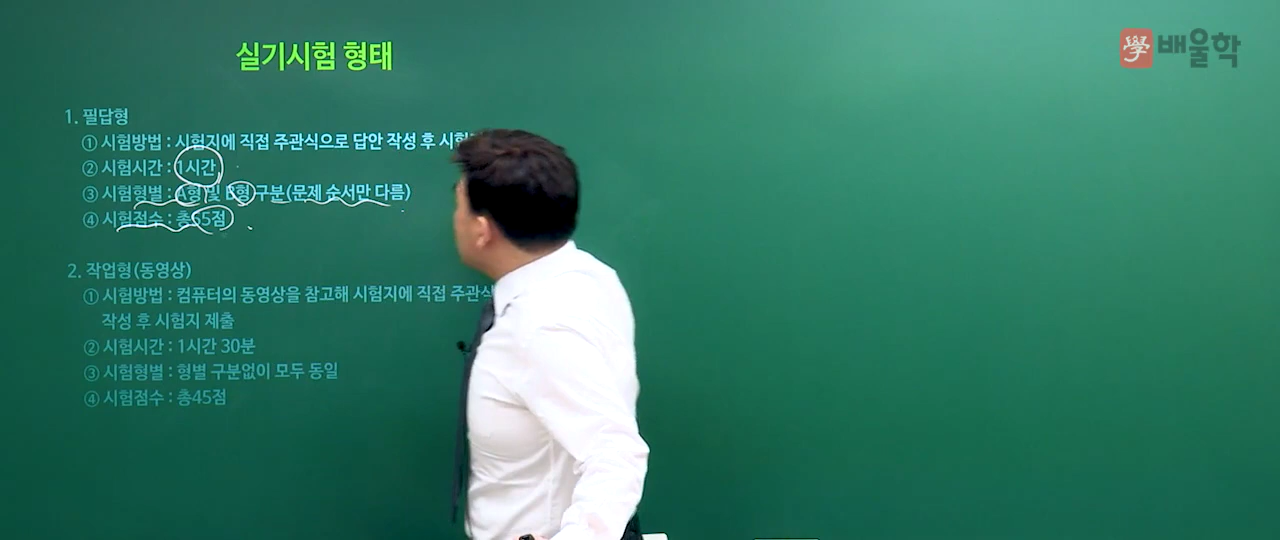 실기시험 형태
學 배울학
1. 필답형
① 시험방법 : 시험지에 직접 주관식으로 답안 작성 후
② 시험시간 : 1시간
③ 시험형별 : A형 및 B형 구분(문제 순서만 다름)
④ 시험점수 : 총55점
2. 작업형(동영상)
① 시험방법 : 컴퓨터의 동영상을 참고해 시험지에 직접
작성 후 시험지 제출
② 시험시간 : 1시간 30분
③ 시험형별 : 형별 구분없이 모두 동일
④ 시험점수 : 총45점